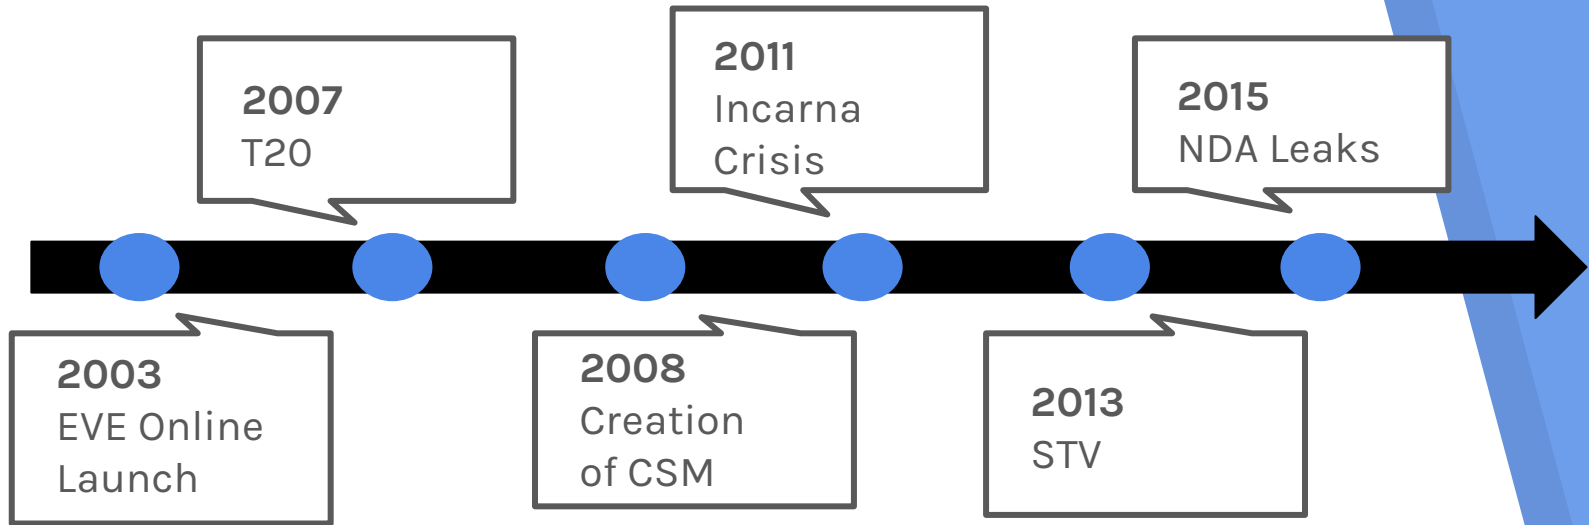 2007
T20
2011
Incarna
Crisis
2015
NDA Leaks
2003
EVE Online
Launch
2008
Creation
of CSM
2013
STV